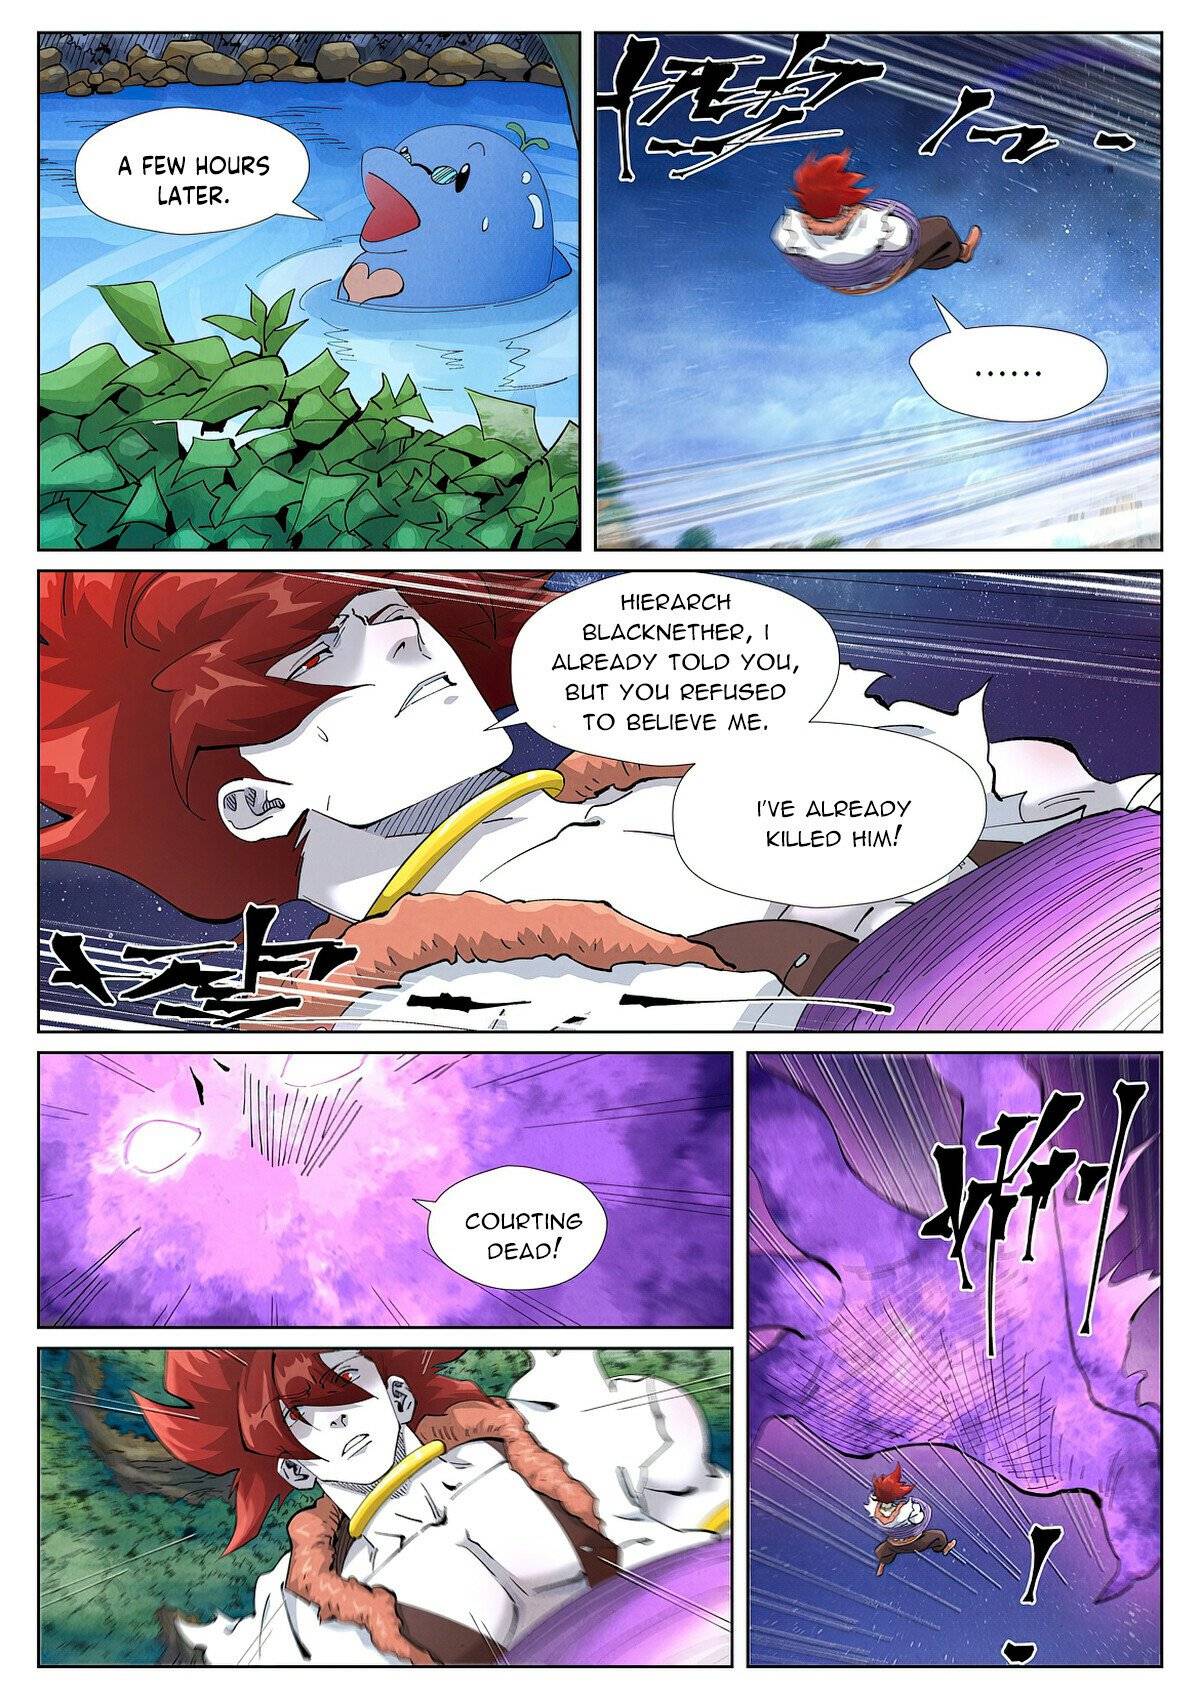 A FEW HOURS
LATER.
......
HIERARCH
BLACKNETHER, I
ALREADY TOLD YOU,
BUT YOU REFUSED
TO BELIEVE ME.
I'VE ALREADY
KILLED HIM!
COURTING
DEAD!